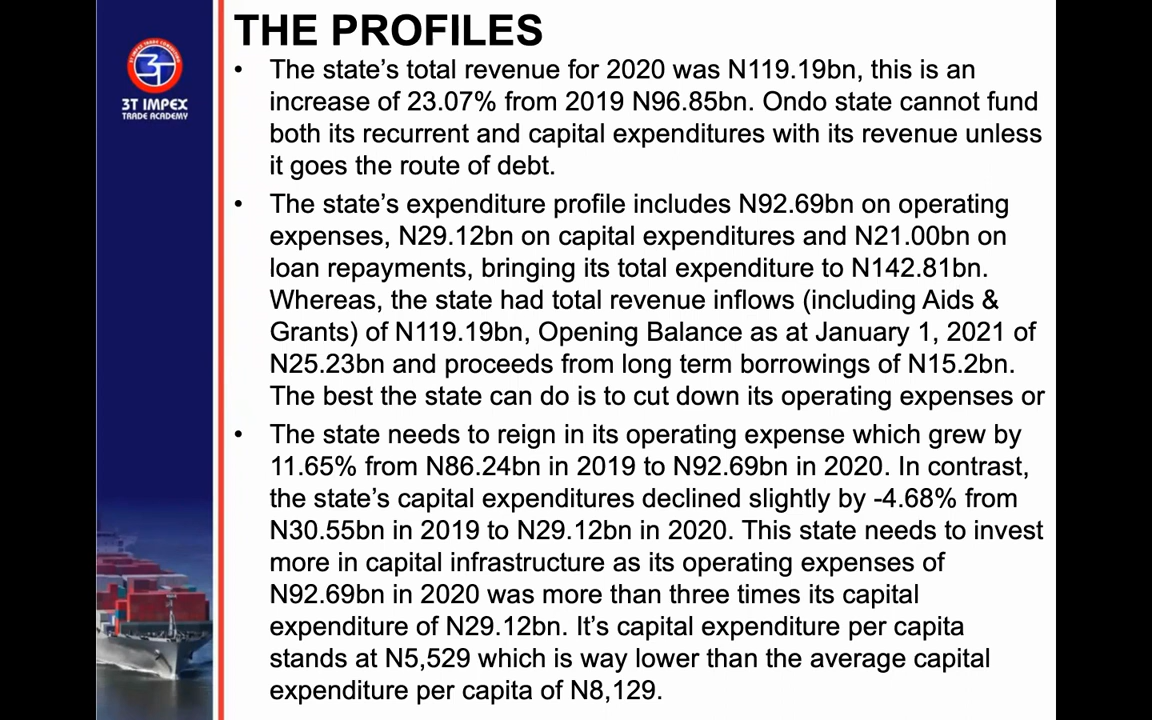 THE PROFILES
3T IMPEX TRADE CONSULTING
3T
3T IMPEX
TRADE ACADEMY
• The state’s total revenue for 2020 was N119.19bn, this is an
increase of 23.07% from 2019 N96.85bn. Ondo state cannot fund
both its recurrent and capital expenditures with its revenue unless
it goes the route of debt.
• The state’s expenditure profile includes N92.69bn on operating
expenses, N29.12bn on capital expenditures and N21.00bn on
loan repayments, bringing its total expenditure to N142.81bn.
Whereas, the state had total revenue inflows (including Aids &
Grants) of N119.19bn, Opening Balance as at January 1, 2021 of
N25.23bn and proceeds from long term borrowings of N15.2bn.
The best the state can do is to cut down its operating expenses or
• The state needs to reign in its operating expense which grew by
11.65% from N86.24bn in 2019 to N92.69bn in 2020. In contrast,
the state’s capital expenditures declined slightly by -4.68% from
N30.55bn in 2019 to N29.12bn in 2020. This state needs to invest
more in capital infrastructure as its operating expenses of
N92.69bn in 2020 was more than three times its capital
expenditure of N29.12bn. It’s capital expenditure per capita
stands at N5,529 which is way lower than the average capital
expenditure per capita of N8,129.